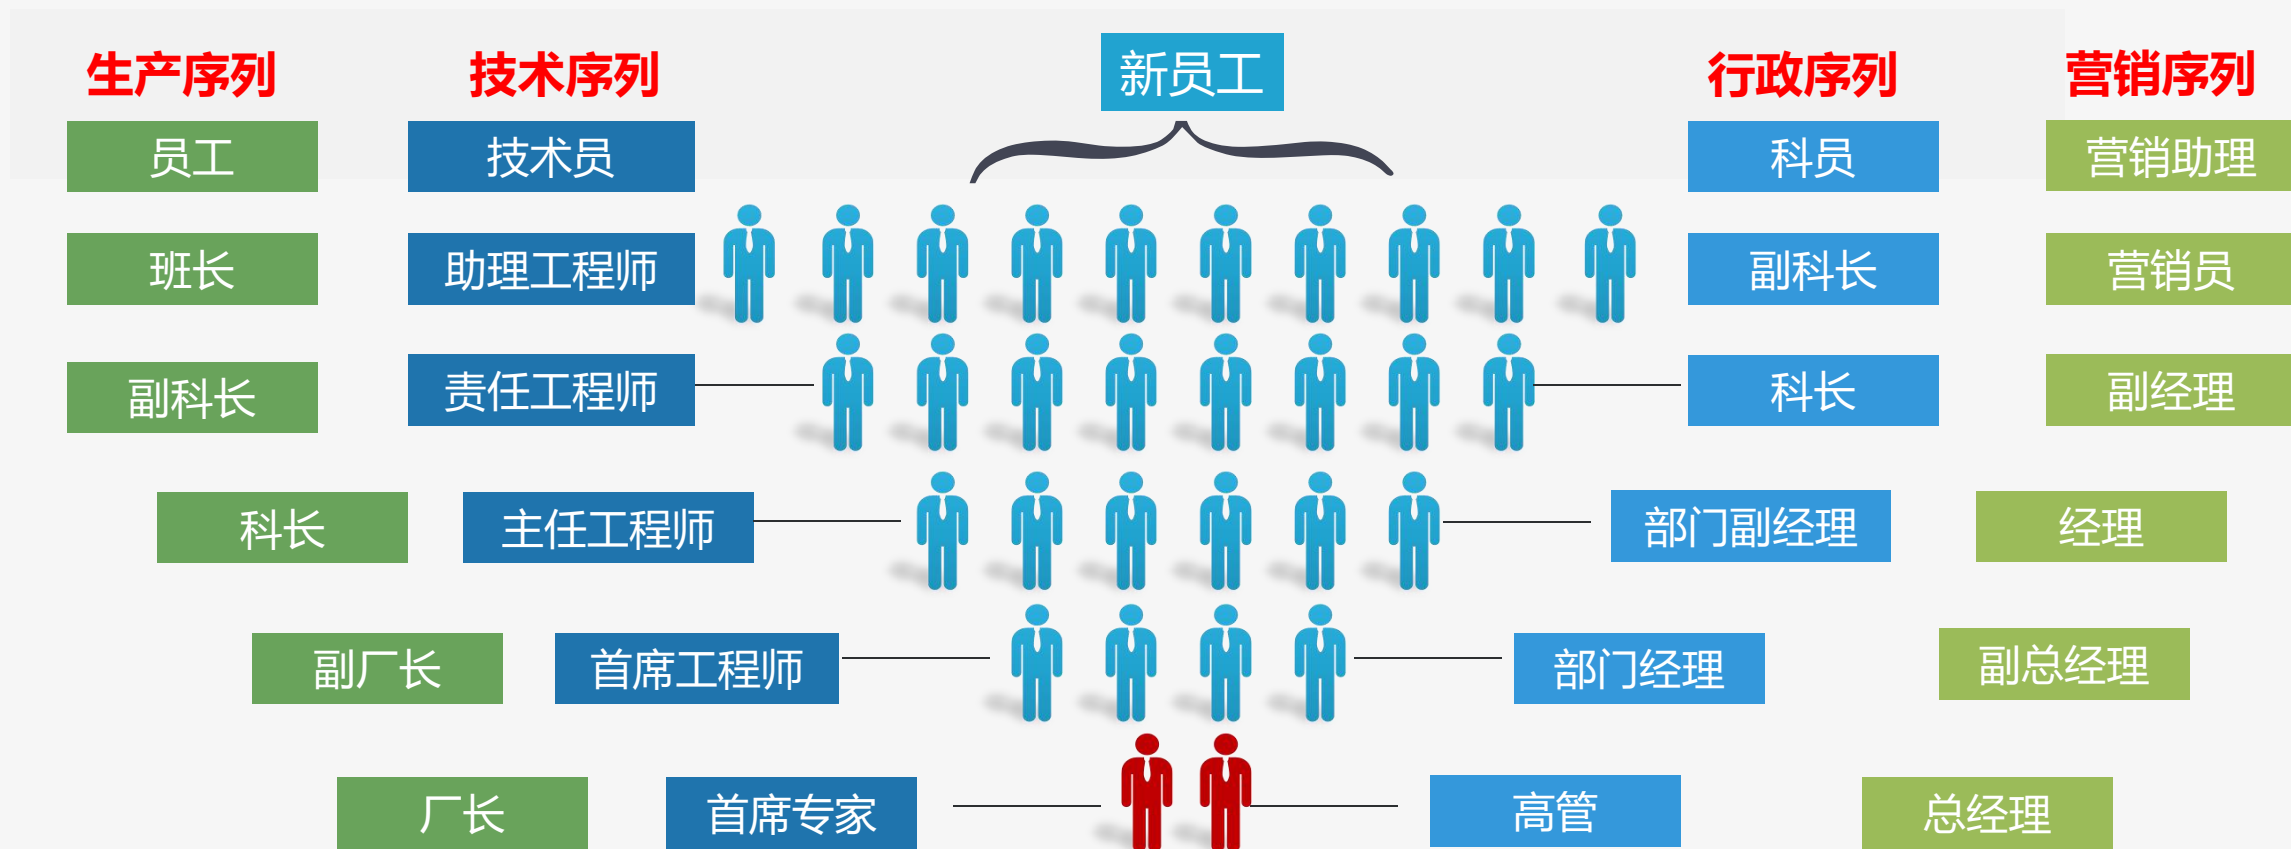 生产序列
技术序列
新员工
行政序列
营销序列
员工
技术员
科员
营销助理
班长
助理工程师
副科长
营销员
副科长
责任工程师
科长
副经理
科长
主任工程师
部门副经理
经理
副厂长
首席工程师
部门经理
副总经理
厂长
首席专家
高管
总经理